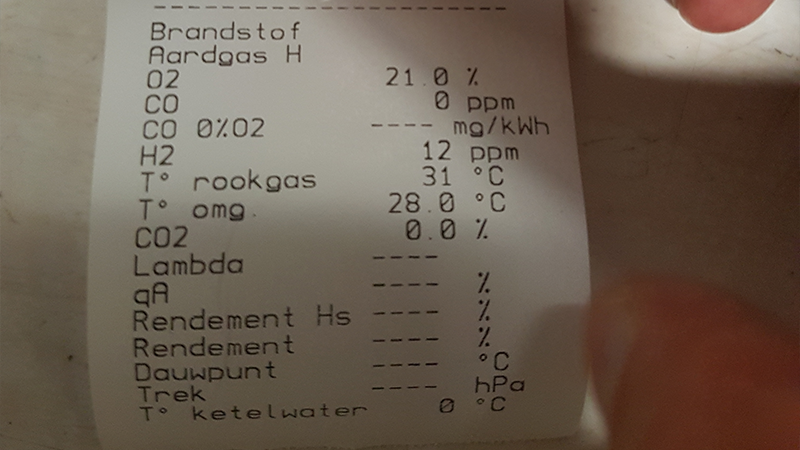 --------------------------------
Brandstof
Aardgas H
O2 21.0 %
CO 0 ppm
CO 0%O2 ---- mg/kWh
H2 12 ppm
T° rookgas 31 °C
T° omg. 28.0 °C
CO2 0.0 %
Lambda ----
qA ---- %
Rendement Hs ---- %
Rendement ---- %
Dauwpunt ---- °C
Trek ---- hPa
T° ketelwater 0 °C